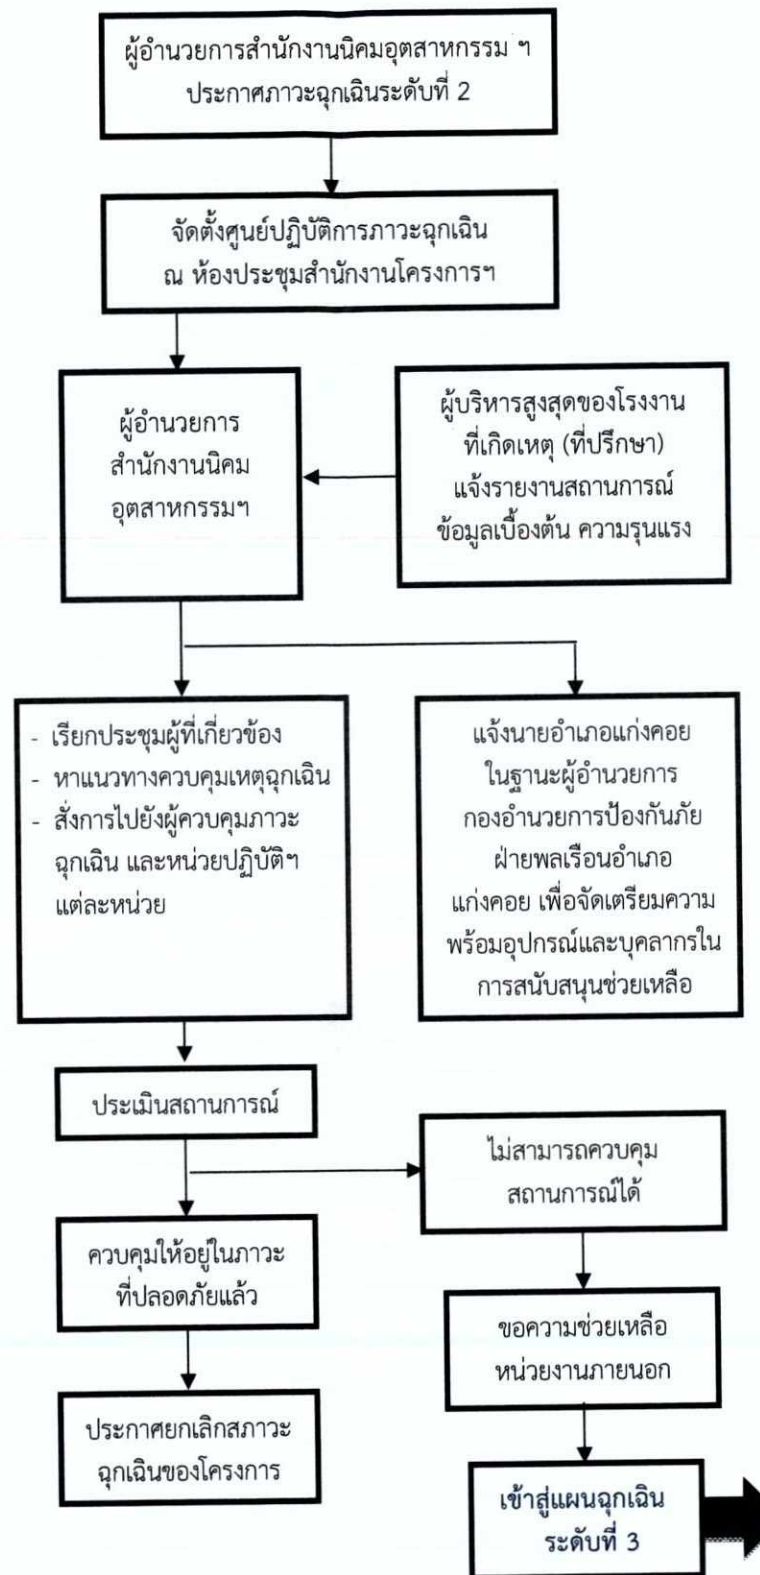 ผู้อำนวยการสำนักงานนิคมอุตสาหกรรม ฯ
ประกาศภาวะฉุกเฉินระดับที่ 2
จัดตั้งศูนย์ปฏิบัติการภาวะฉุกเฉิน
ณ ห้องประชุมสำนักงานโครงการฯ
ผู้อำนวยการ
สำนักงานนิคม
อุตสาหกรรมฯ
ผู้บริหารสูงสุดของโรงงาน
ที่เกิดเหตุ (ที่ปรึกษา)
แจ้งรายงานสถานการณ์
ข้อมูลเบื้องต้น ความรุนแรง
- เรียกประชุมผู้ที่เกี่ยวข้อง
- หาแนวทางควบคุมเหตุฉุกเฉิน
- สั่งการไปยังผู้ควบคุมภาวะ
ฉุกเฉิน และหน่วยปฏิบัติฯ
แต่ละหน่วย
แจ้งนายอำเภอแก่งคอย
ในฐานะผู้อำนวยการ
กองอำนวยการป้องกันภัย
ฝ่ายพลเรือนอำเภอ
แก่งคอย เพื่อจัดเตรียมความ
พร้อมอุปกรณ์และบุคลากรใน
การสนับสนุนช่วยเหลือ
ประเมินสถานการณ์
ไม่สามารถควบคุม
สถานการณ์ได้
ควบคุมให้อยู่ในภาวะ
ที่ปลอดภัยแล้ว
ขอความช่วยเหลือ
หน่วยงานภายนอก
ประกาศยกเลิกสภาวะ
ฉุกเฉินของโครงการ
เข้าสู่แผนฉุกเฉิน
ระดับที่ 3